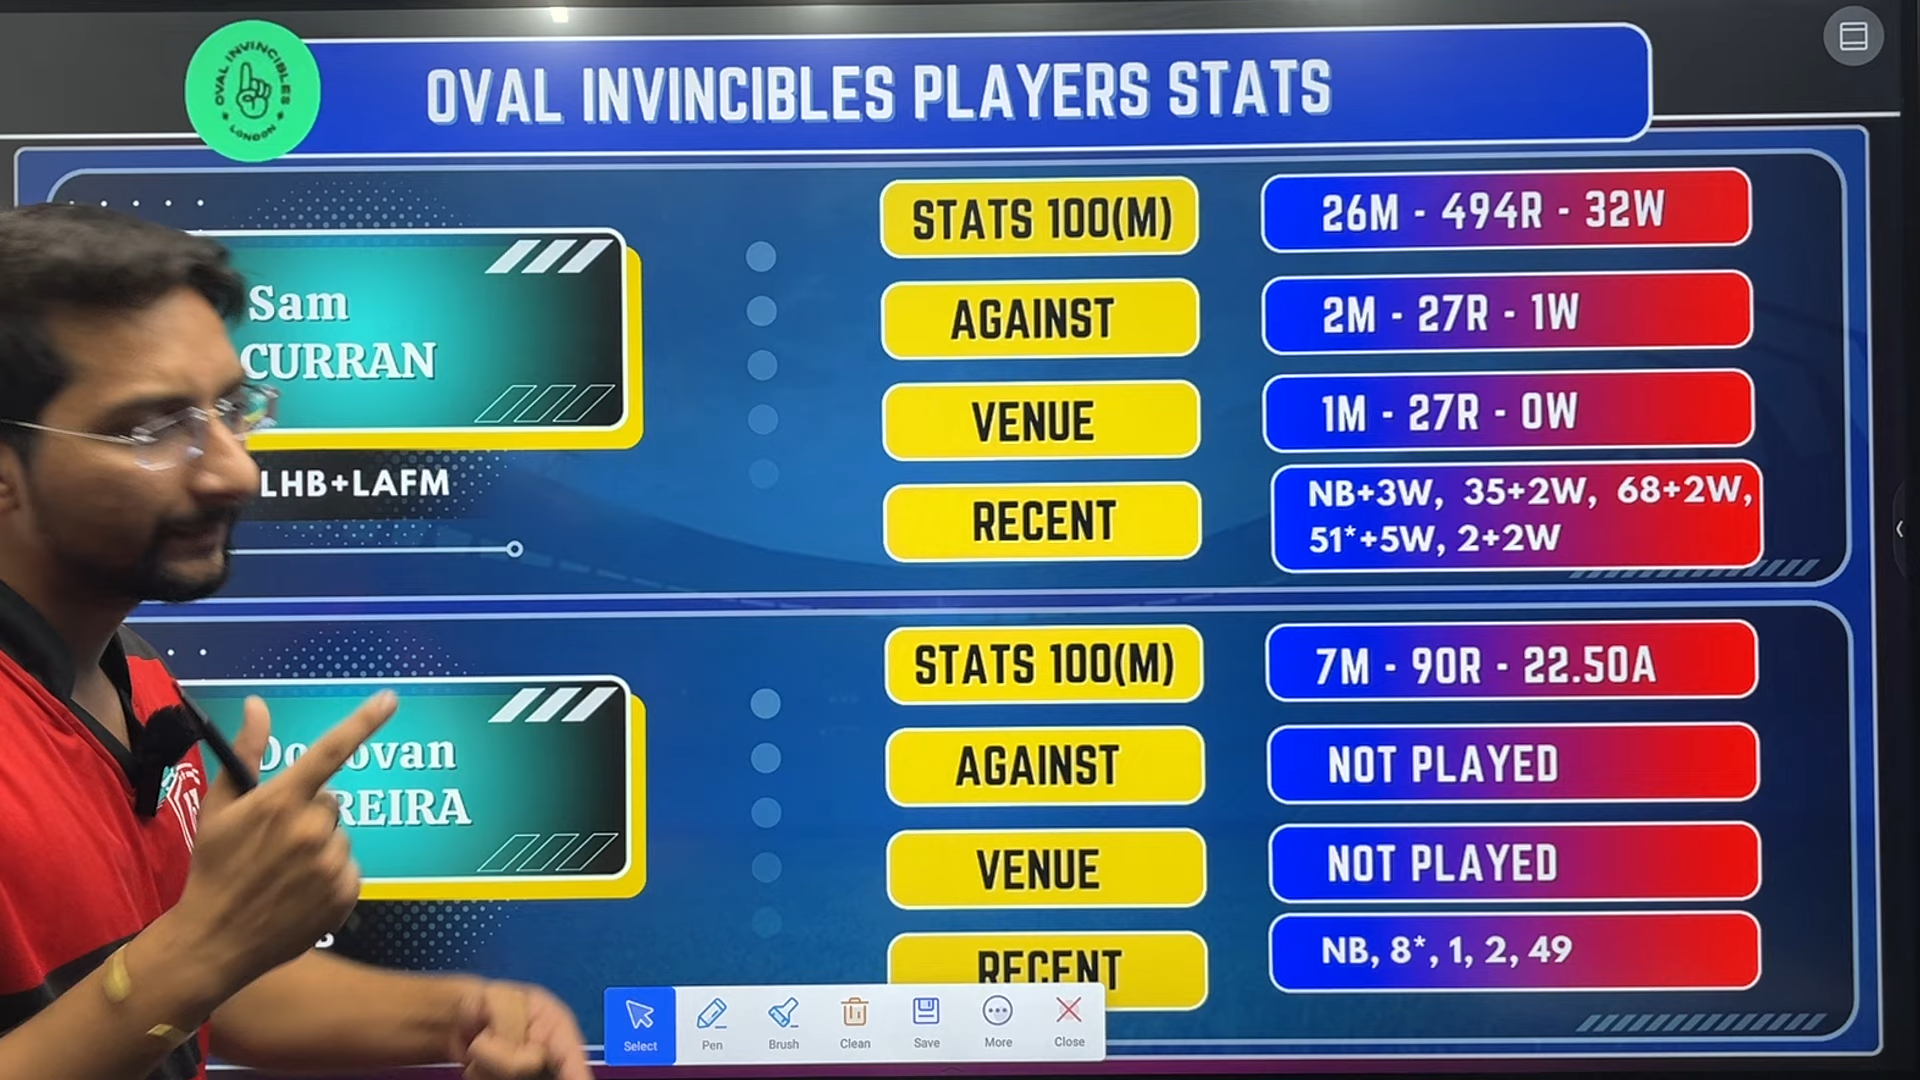 OVAL INVINCIBLES
LONDON
OVAL INVINCIBLES PLAYERS STATS
Sam
CURRAN
LHB+LAFM
STATS 100(M)
26M - 494R - 32W
AGAINST
2M - 27R - 1W
VENUE
1M - 27R - 0W
RECENT
NB+3W, 35+2W, 68+2W,
51*+5W, 2+2W
STATS 100(M)
7M - 90R - 22.50A
AGAINST
NOT PLAYED
VENUE
NOT PLAYED
RECENT
NB, 8*, 1, 2, 49
Select
Pen
Brush
Clean
Save
More
Close